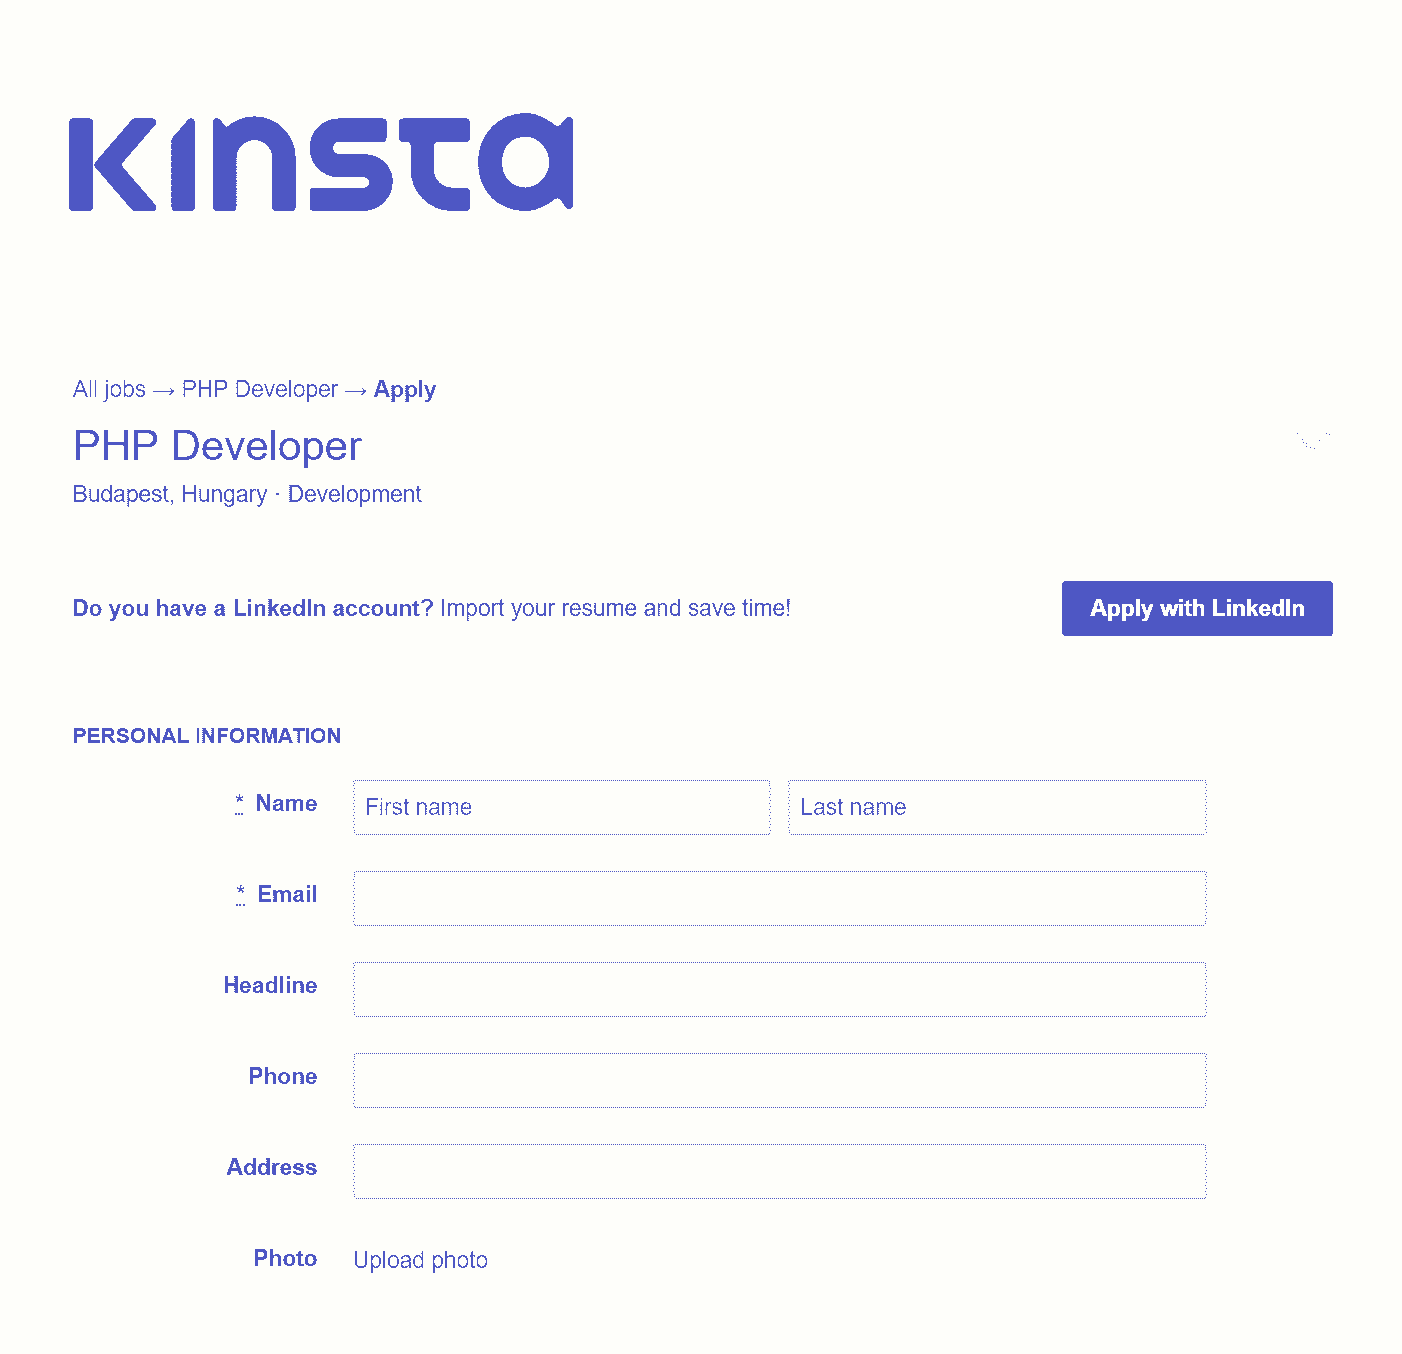 KINSTA
All jobs → PHP Developer → Apply
PHP Developer
Budapest, Hungary · Development
Do you have a LinkedIn account? Import your resume and save time!
Apply with LinkedIn
PERSONAL INFORMATION
* Name First name Last name
* Email
Headline
Phone
Address
Photo Upload photo